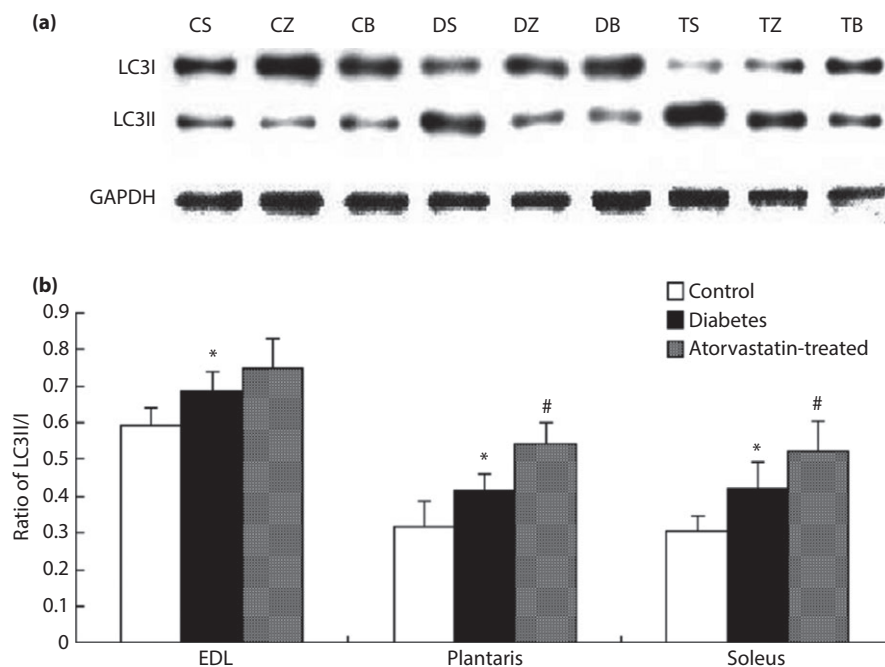 (a) CS CZ CB DS DZ DB TS TZ TB
LC3I
LC3II
GAPDH
(b)
0.9
0.8
0.7
0.6
0.5
0.4
0.3
0.2
0.1
0
Ratio of LC3II/I
Control
Diabetes
Atorvastatin-treated
* * # * #
EDL Plantaris Soleus